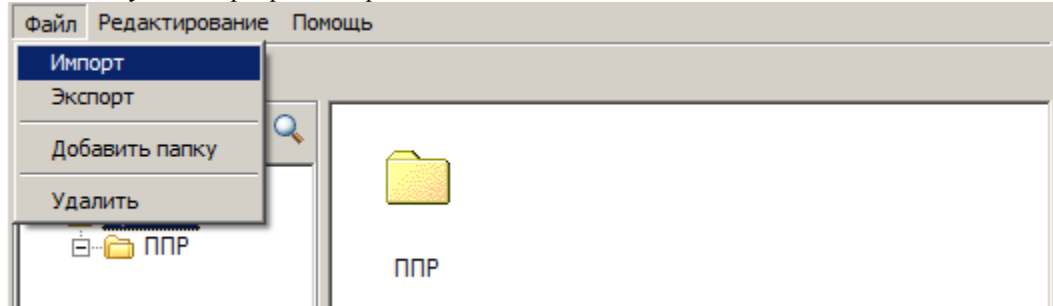 Файл Редактирование Помощь
Импорт
Экспорт
Добавить папку
Удалить
ППР
ППР